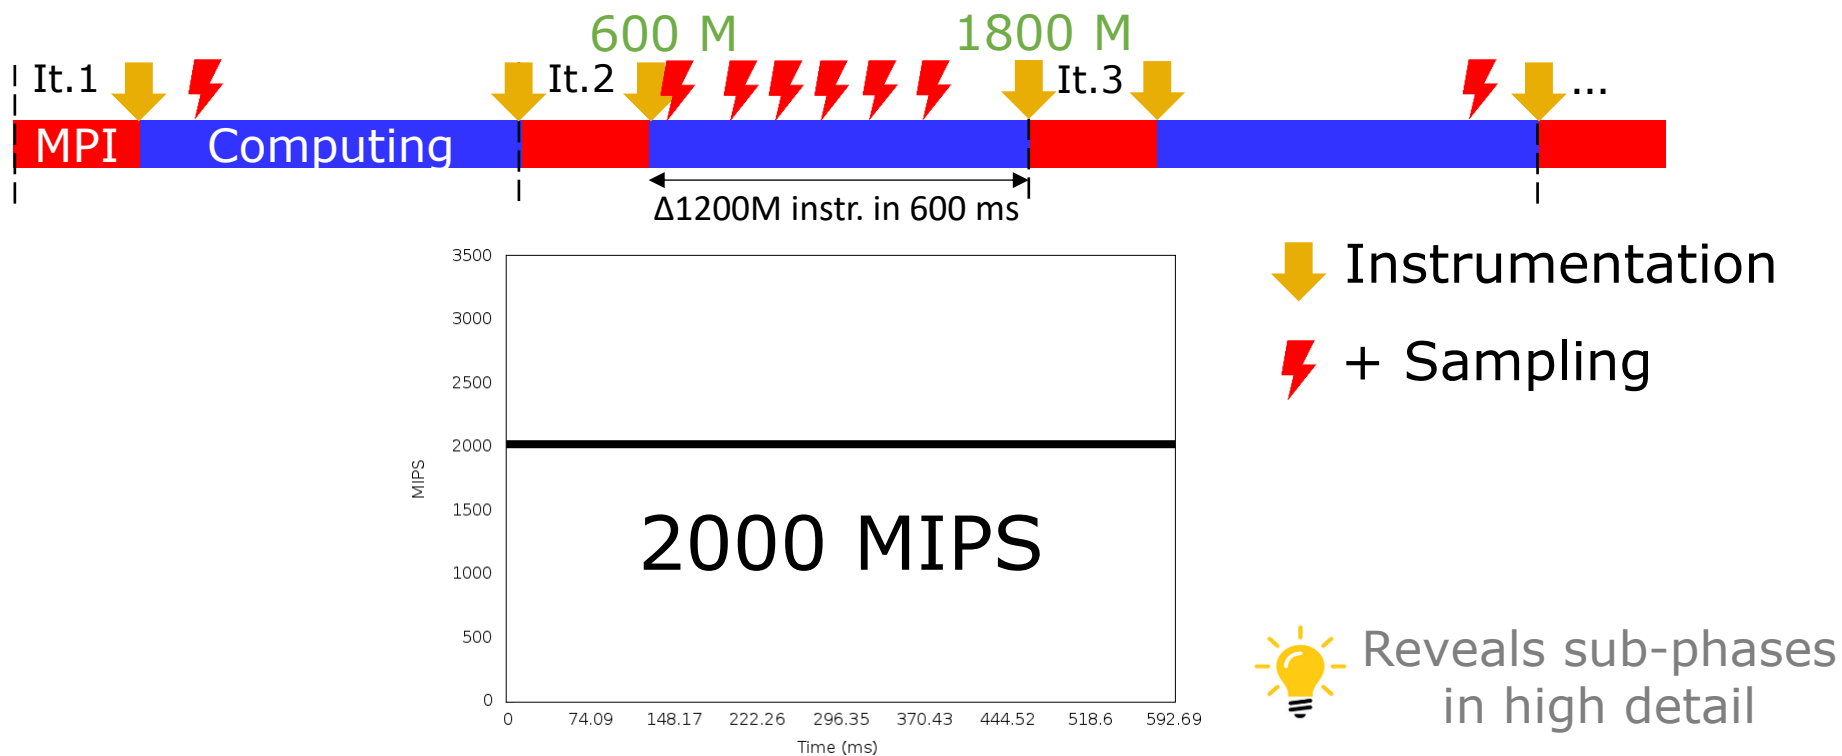 600 M
1800 M
It.1
It.2
It.3
...
MPI
Computing
Δ1200M instr. in 600 ms
Instrumentation
+ Sampling
3500
3000
2500
2000
1500
1000
500
0
MIPS
2000 MIPS
0
74.09
148.17
222.26
296.35
370.43
444.52
518.6
592.69
Time (ms)
Reveals sub-phases
in high detail